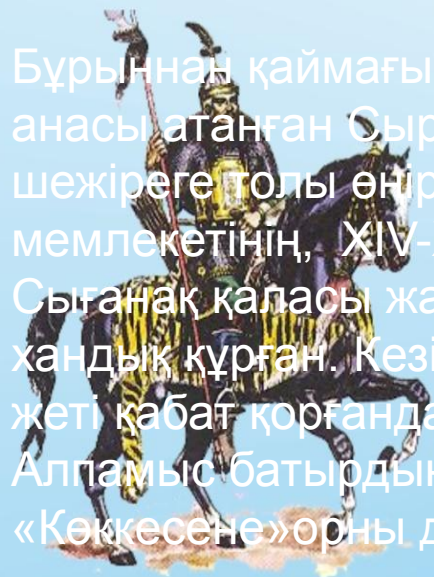 Бұрыннан қаймағы
анасы атанған Сыр
шежіреге толы өңір
мемлекетінің, XIV-
Сығанақ қаласы жа
хандық құрған. Кезі
жеті қабат қорғанда
Алпамыс батырдың
«Көккесене»орны д